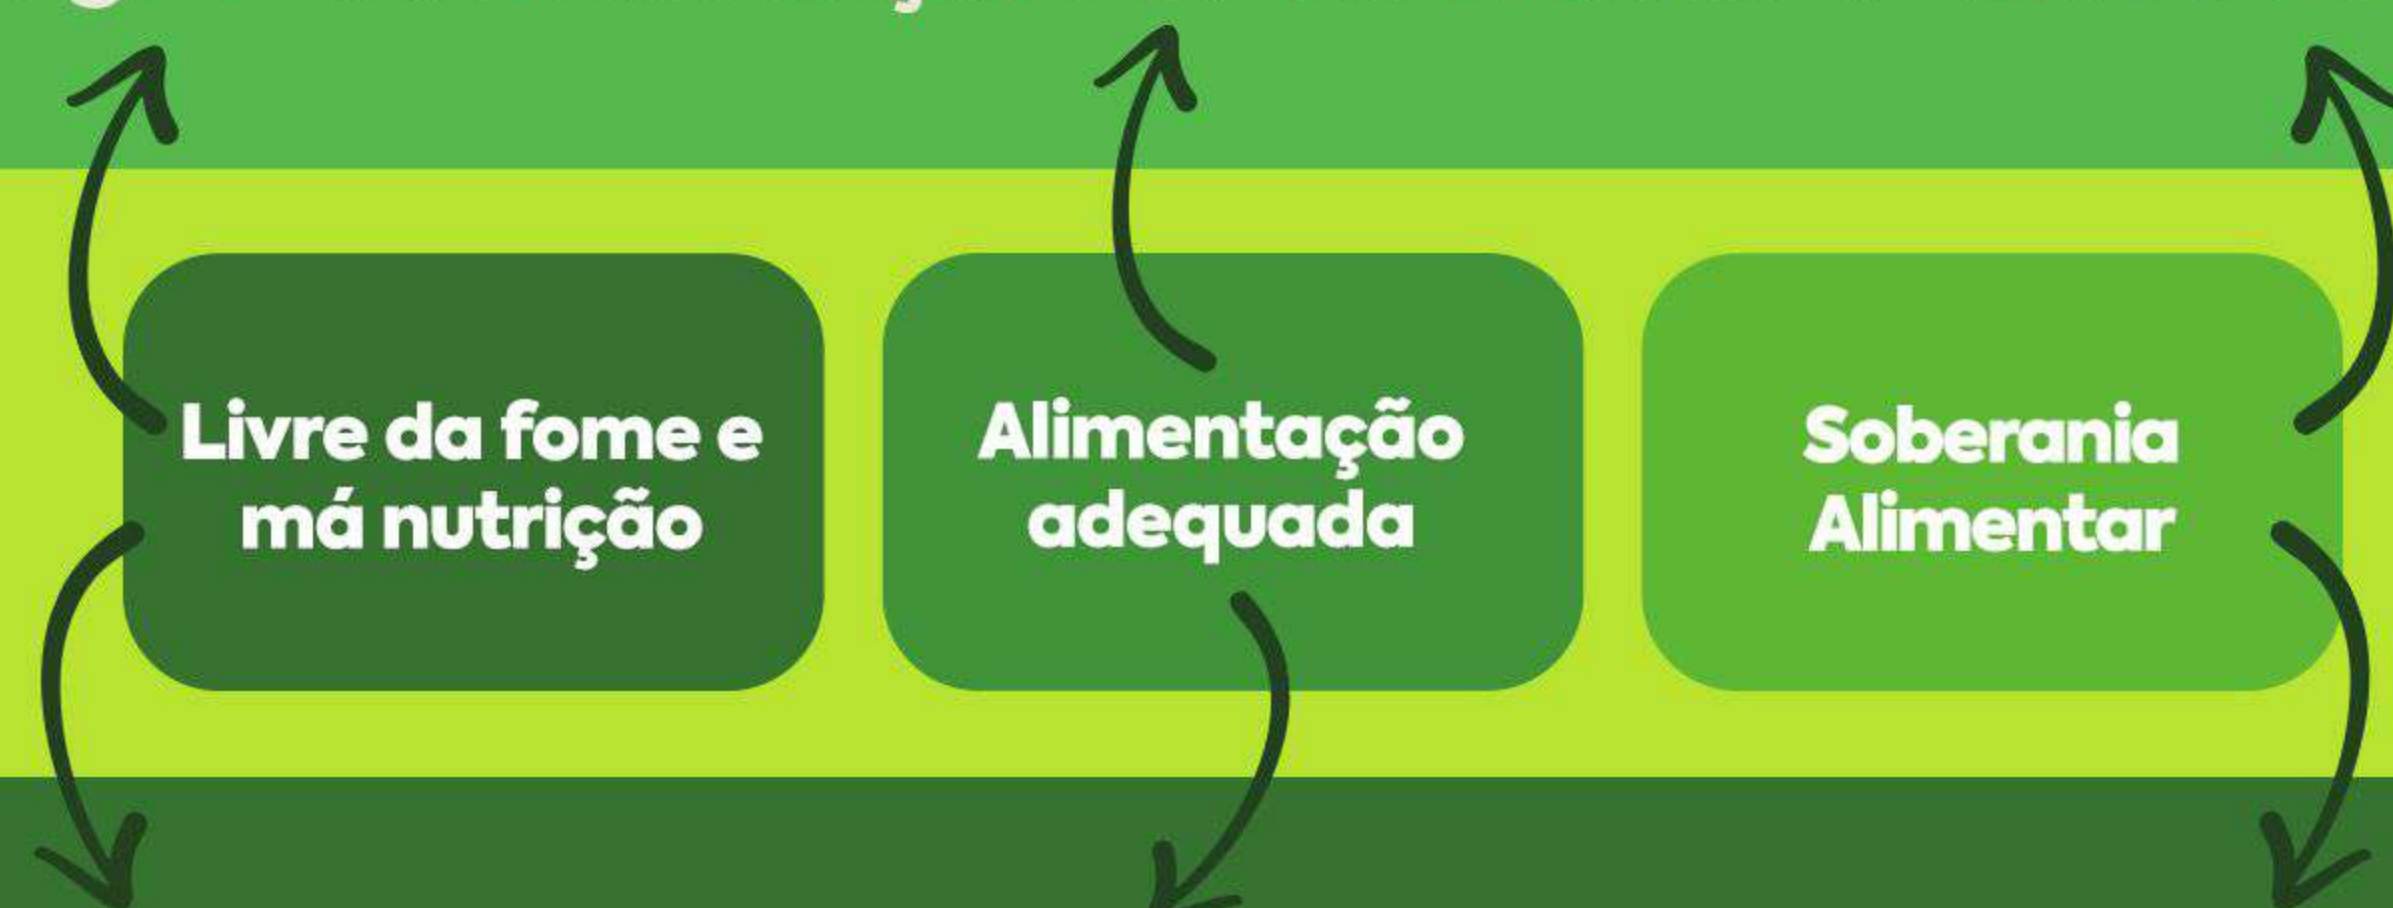 Livre da fome e
má nutrição
Alimentação
adequada
Soberania
Alimentar